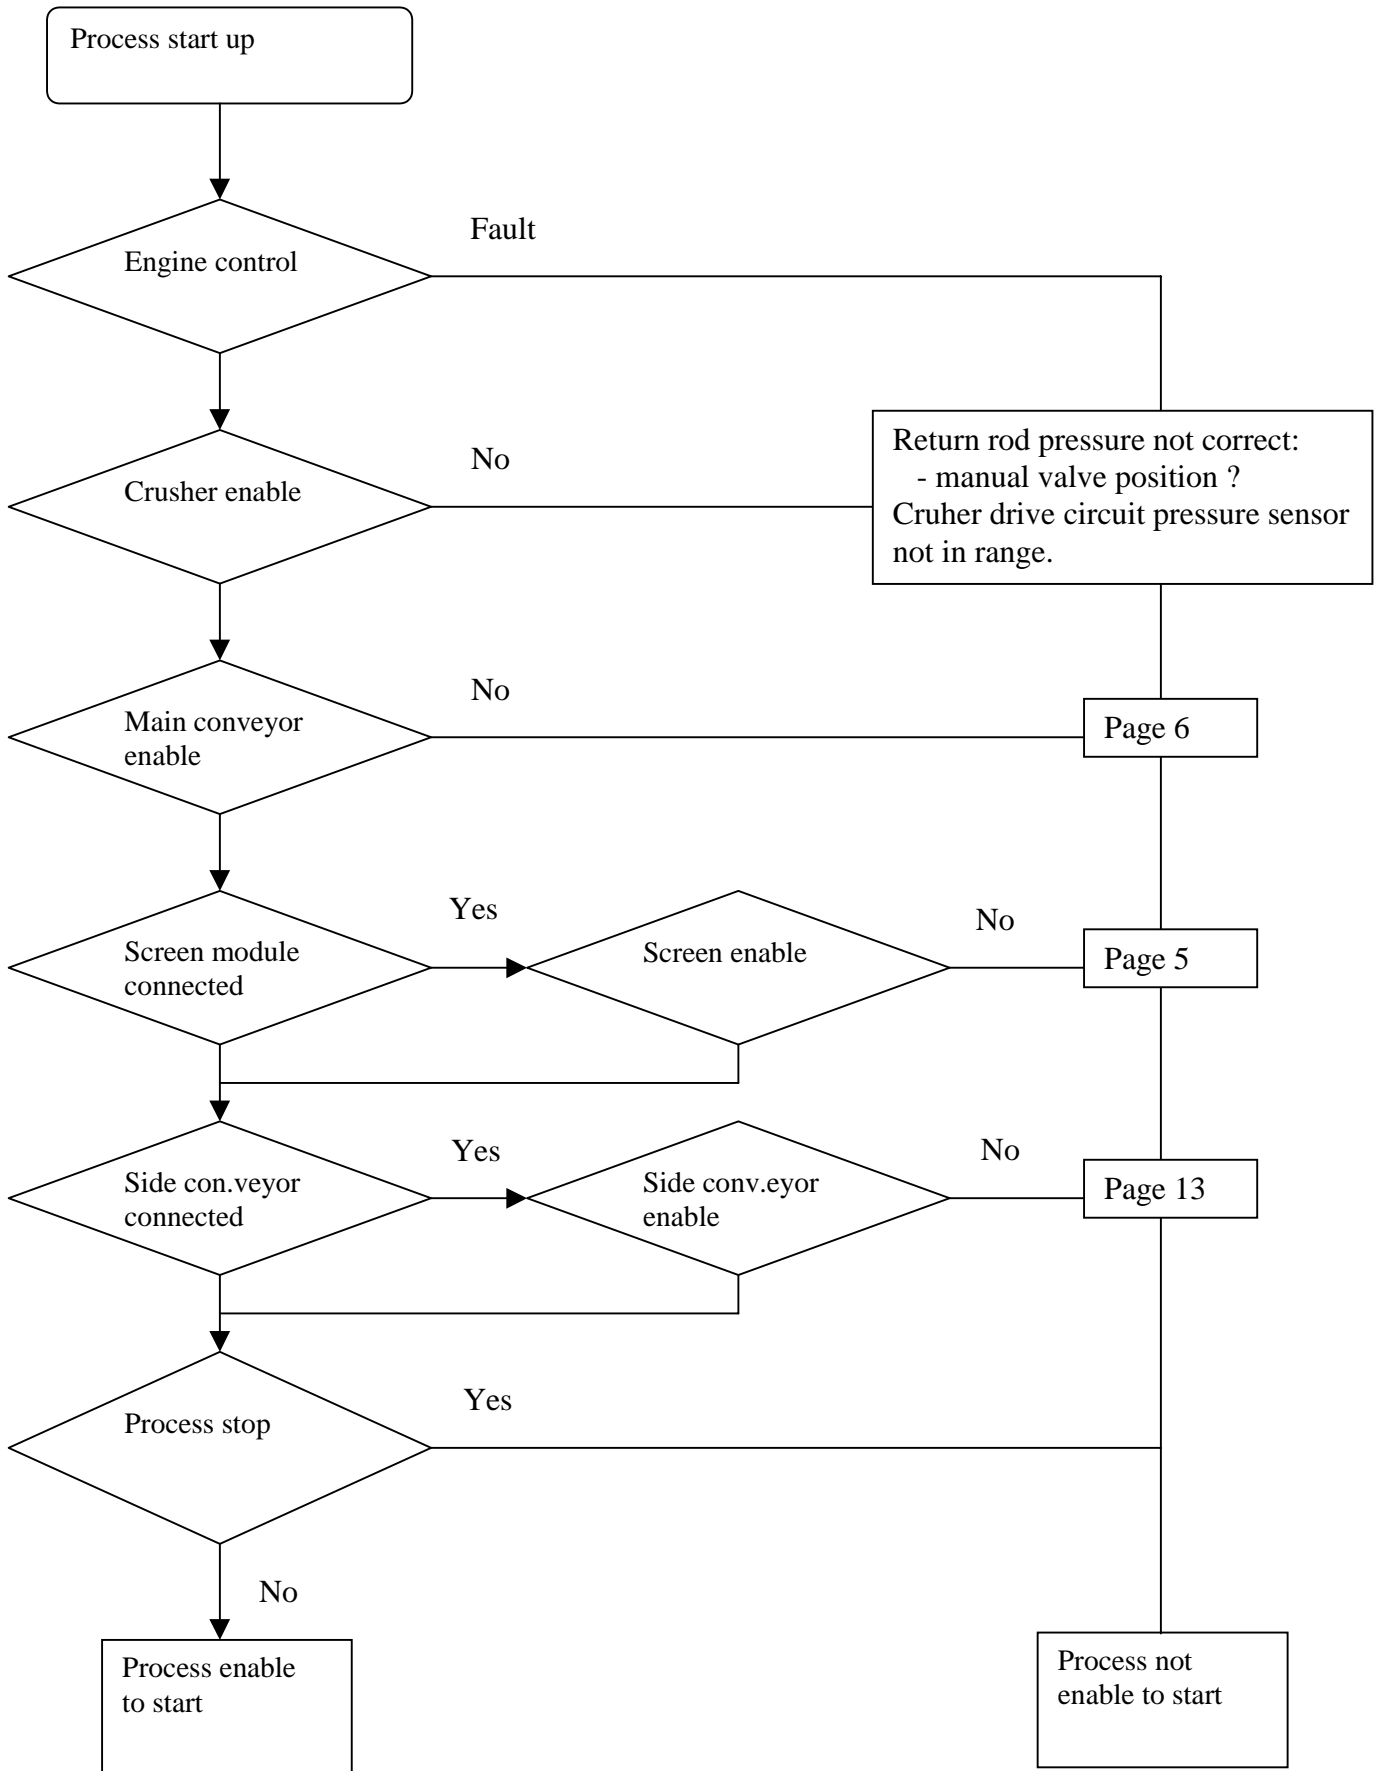 Process start up
Fault
Engine control
Return rod pressure not correct:
- manual valve position ?
Cruher drive circuit pressure sensor
not in range.
No
Crusher enable
No
Main conveyor
enable
Page 6
Yes
No
Screen module
connected
Screen enable
Page 5
Yes
No
Side con.veyor
connected
Side conv.eyor
enable
Page 13
Yes
Process stop
No
Process enable
to start
Process not
enable to start